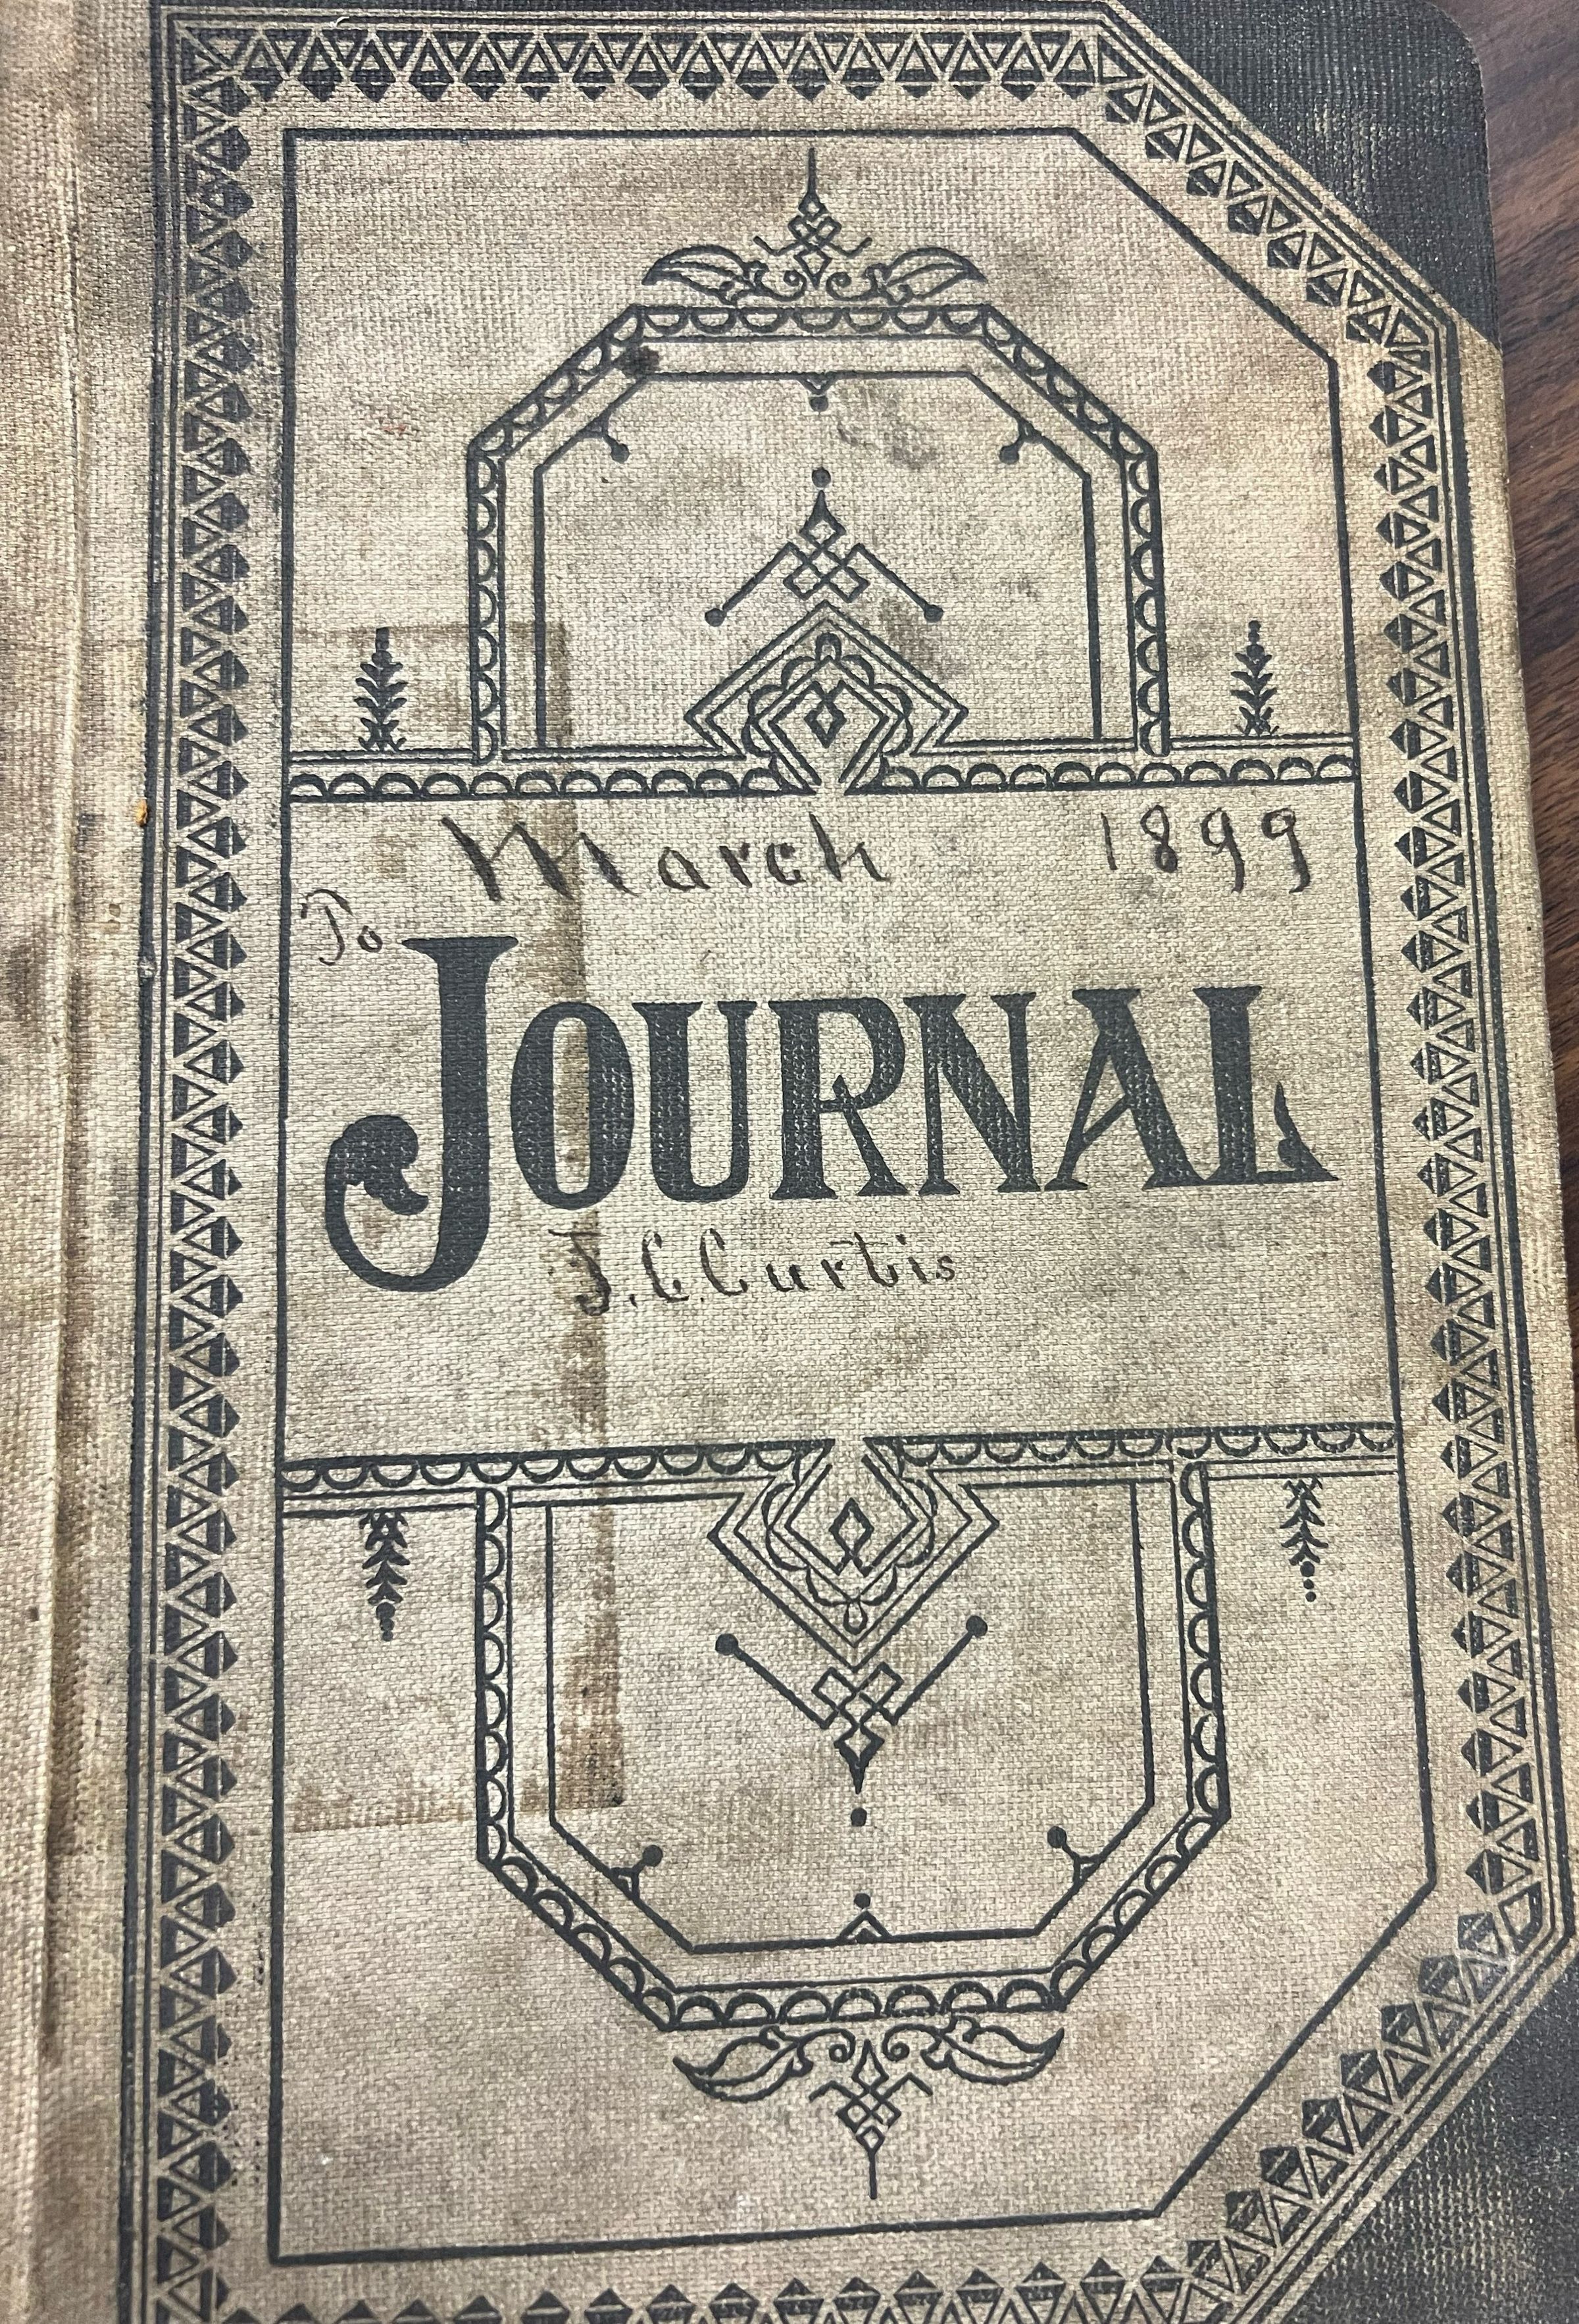 March 1899
To
JOURNAL
J.C.Curtis